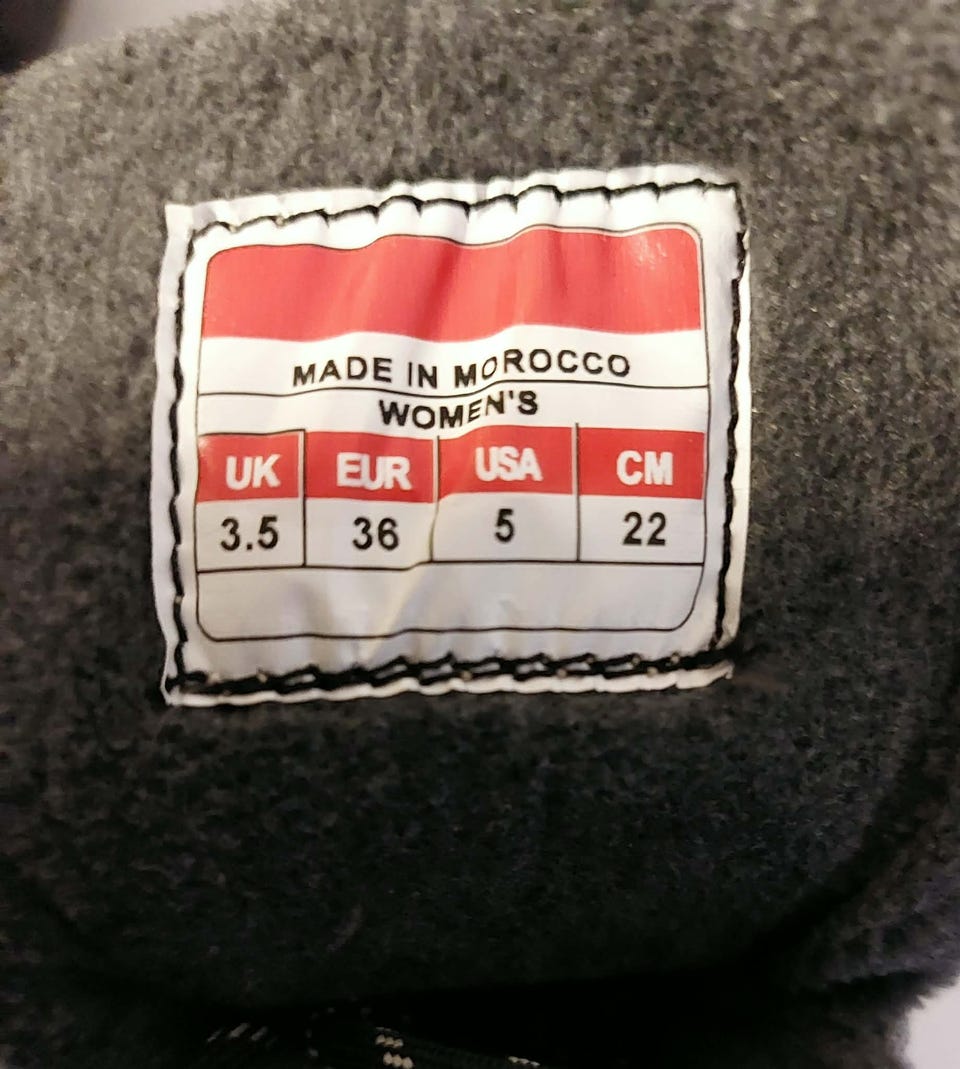 MADE IN MOROCCO
WOMEN'S
UK EUR USA CM
3.5 36 5 22